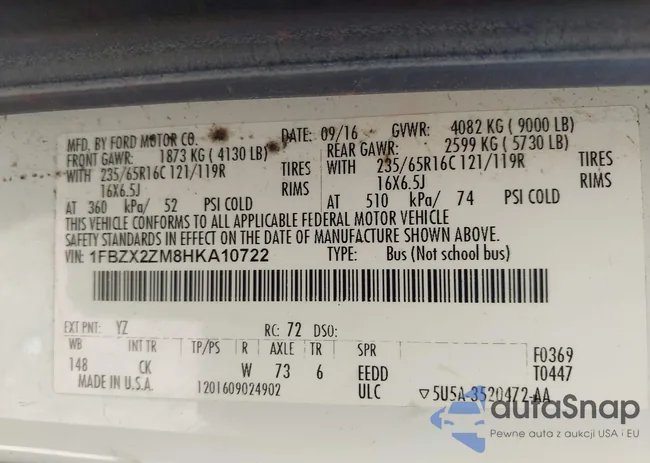 MFD. BY FORD MOTOR CO. DATE: 09/16 GVWR: 4082 KG ( 9000 LB)
FRONT GAWR: 1873 KG ( 4130 LB) REAR GAWR: 2599 KG ( 5730 LB)
WITH 235/65R16C 121/119R TIRES WITH 235/65R16C 121/119R TIRES
16X6.5J RIMS 16X6.5J RIMS
AT 360 kPa/ 52 PSI COLD AT 510 kPa/ 74 PSI COLD
THIS VEHICLE CONFORMS TO ALL APPLICABLE FEDERAL MOTOR VEHICLE
SAFETY STANDARDS IN EFFECT ON THE DATE OF MANUFACTURE SHOWN ABOVE.
VIN: 1FBZX2ZM8HKA10722 TYPE: Bus (Not school bus)
EXT PNT: YZ RC: 72 DSO:
WB INT TR TP/PS R AXLE TR SPR F0369
148 CK W 73 6 EEDD T0447
MADE IN U.S.A. 1201609024902 ULC ▽5U5A-3520472-AA
autaSnap
Pewne auta z aukcji USA i EU